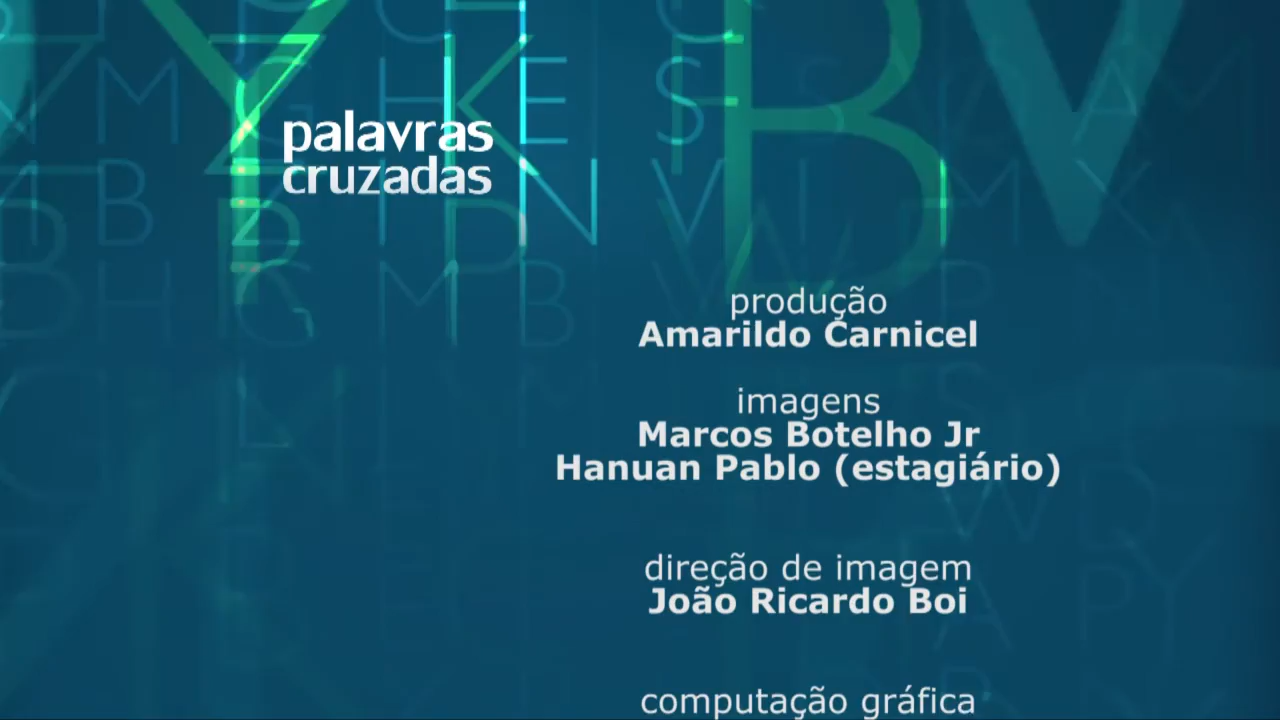 palavras
cruzadas
produção
Amarildo Carnicel
imagens
Marcos Botelho Jr
Hanuan Pablo (estagiário)
direção de imagem
João Ricardo Boi
computação gráfica